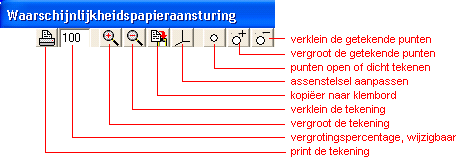 Waarschijnlijkheidspapieraansturing
100
verklein de getekende punten
vergroot de getekende punten
punten open of dicht tekenen
assenstelsel aanpassen
kopiëer naar klembord
verklein de tekening
vergroot de tekening
vergrotingspercentage, wijzigbaar
print de tekening